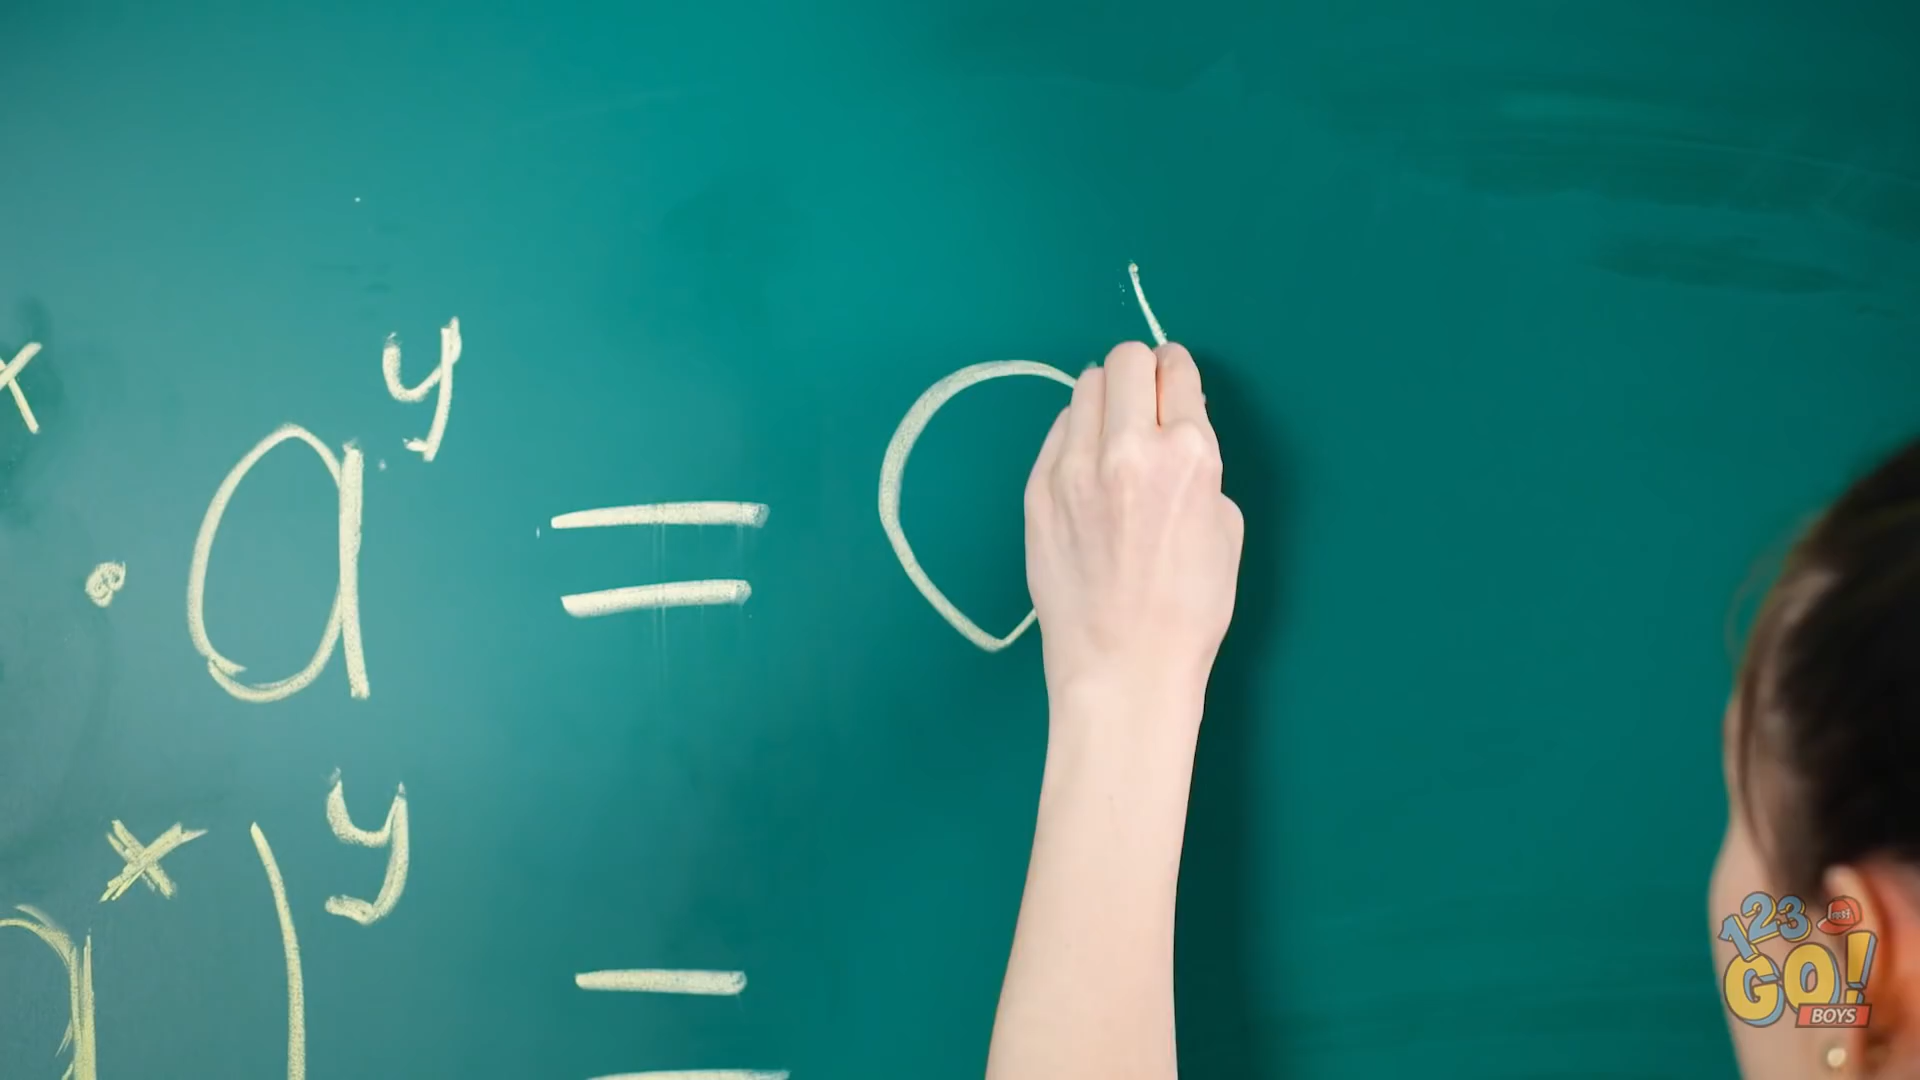 x · a^y = a
a^x)^y =
123 GO! BOYS